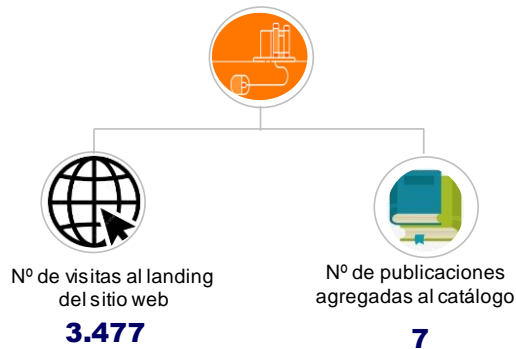 Nº de visitas al landing
del sitio web
3.477
Nº de publicaciones
agregadas al catálogo
7